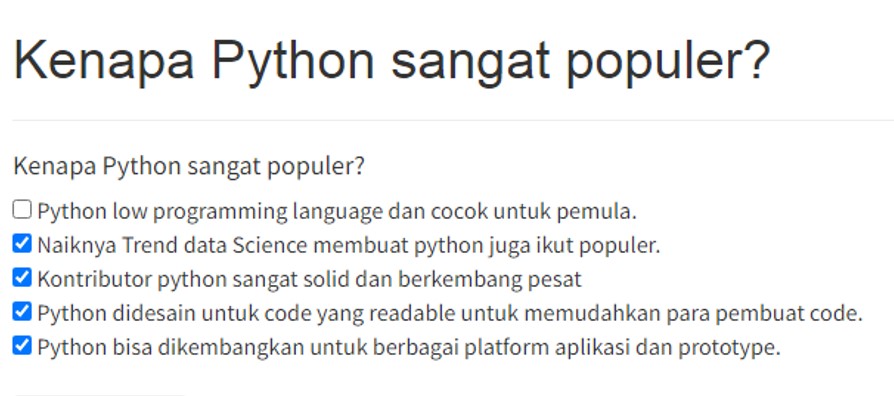 Kenapa Python sangat populer?
Kenapa Python sangat populer?
Python low programming language dan cocok untuk pemula.
Naiknya Trend data Science membuat python juga ikut populer.
Kontributor python sangat solid dan berkembang pesat
Python didesain untuk code yang readable untuk memudahkan para pembuat code.
Python bisa dikembangkan untuk berbagai platform aplikasi dan prototype.